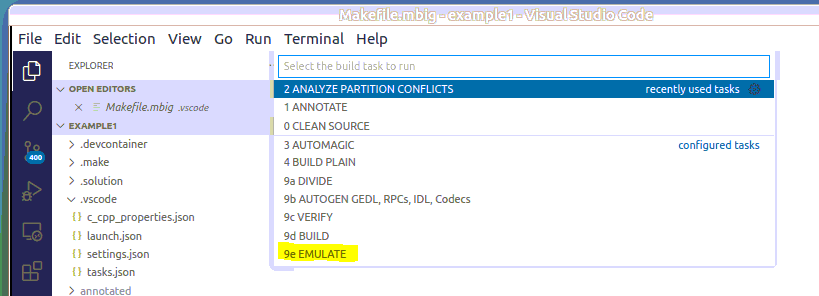 Makefile.mbig - example1 - Visual Studio Code
File Edit Selection View Go Run Terminal Help
EXPLORER
Select the build task to run
OPEN EDITORS
Makefile.mbig .vscode
EXAMPLE1
.devcontainer
.make
.solution
.vscode
c_cpp_properties.json
launch.json
settings.json
tasks.json
annotated
400
2 ANALYZE PARTITION CONFLICTS recently used tasks
1 ANNOTATE
0 CLEAN SOURCE
3 AUTOMAGIC configured tasks
4 BUILD PLAIN
9a DIVIDE
9b AUTOGEN GEDL, RPCs, IDL, Codecs
9c VERIFY
9d BUILD
9e EMULATE